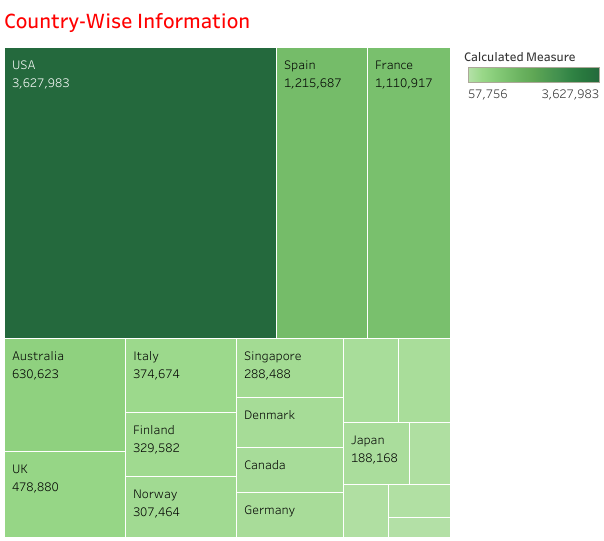 Country-Wise Information
USA
3,627,983
Spain
1,215,687
France
1,110,917
Calculated Measure
57,756
3,627,983
Australia
630,623
Italy
374,674
Singapore
288,488
Denmark
Finland
329,582
Japan
188,168
Canada
UK
478,880
Norway
307,464
Germany